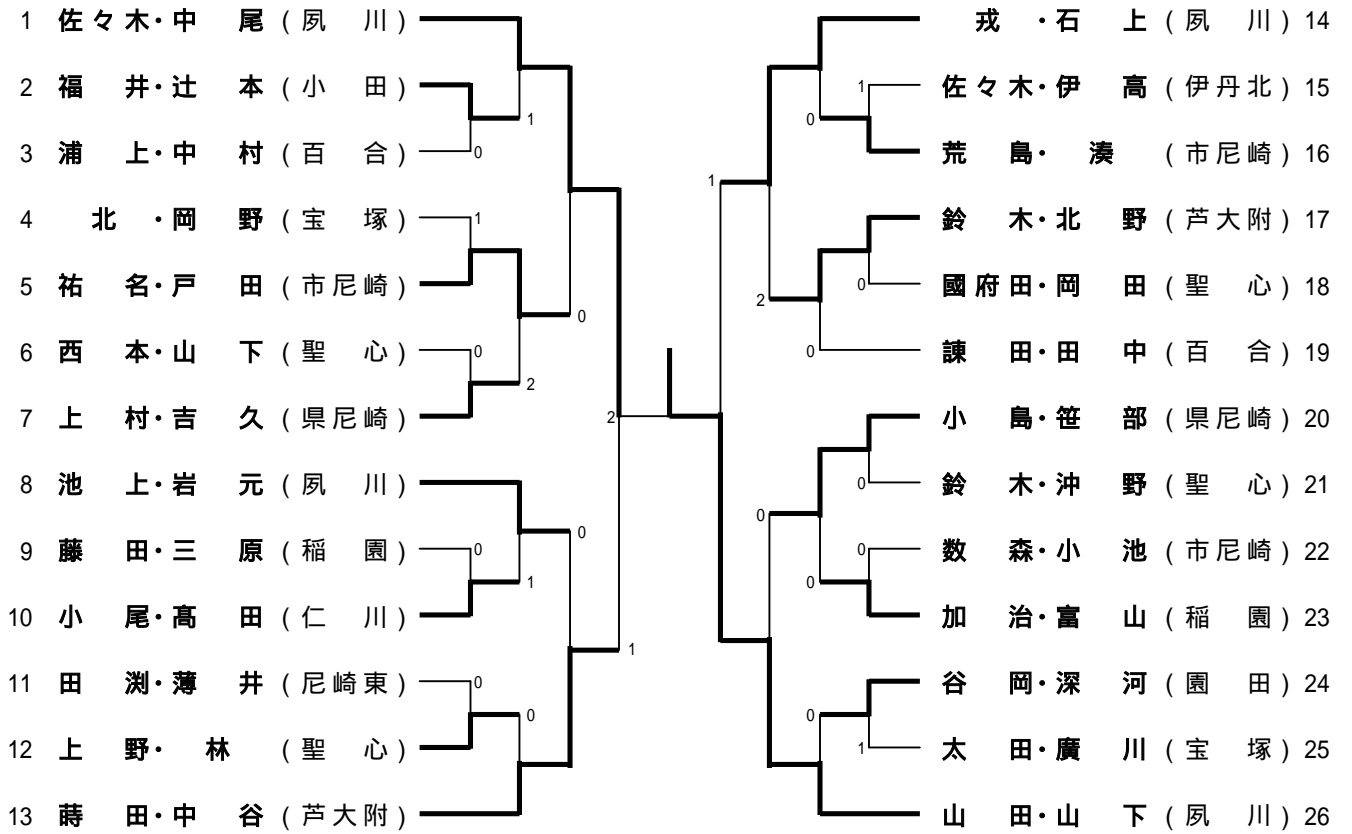 1 佐々木・中尾 (夙川)
2 福井・辻本 (小田)
3 浦上・中村 (百合)
4 北・岡野 (宝塚)
5 祐名・戸田 (市尼崎)
6 西本・山下 (聖心)
7 上村・吉久 (県尼崎)
8 池上・岩元 (夙川)
9 藤田・三原 (稲園)
10 小尾・髙田 (仁川)
11 田渕・薄井 (尼崎東)
12 上野・林 (聖心)
13 蒔田・中谷 (芦大附)
1
0
1
0
2
0
0
0
1
0
0
1
2
1
0
1
0
2
0
0
0
0
0
0
1
戎・石上 (夙川) 14
佐々木・伊高 (伊丹北) 15
荒島・湊 (市尼崎) 16
鈴木・北野 (芦大附) 17
國府田・岡田 (聖心) 18
諌田・田中 (百合) 19
小島・笹部 (県尼崎) 20
鈴木・沖野 (聖心) 21
数森・小池 (市尼崎) 22
加治・富山 (稲園) 23
谷岡・深河 (園田) 24
太田・廣川 (宝塚) 25
山田・山下 (夙川) 26